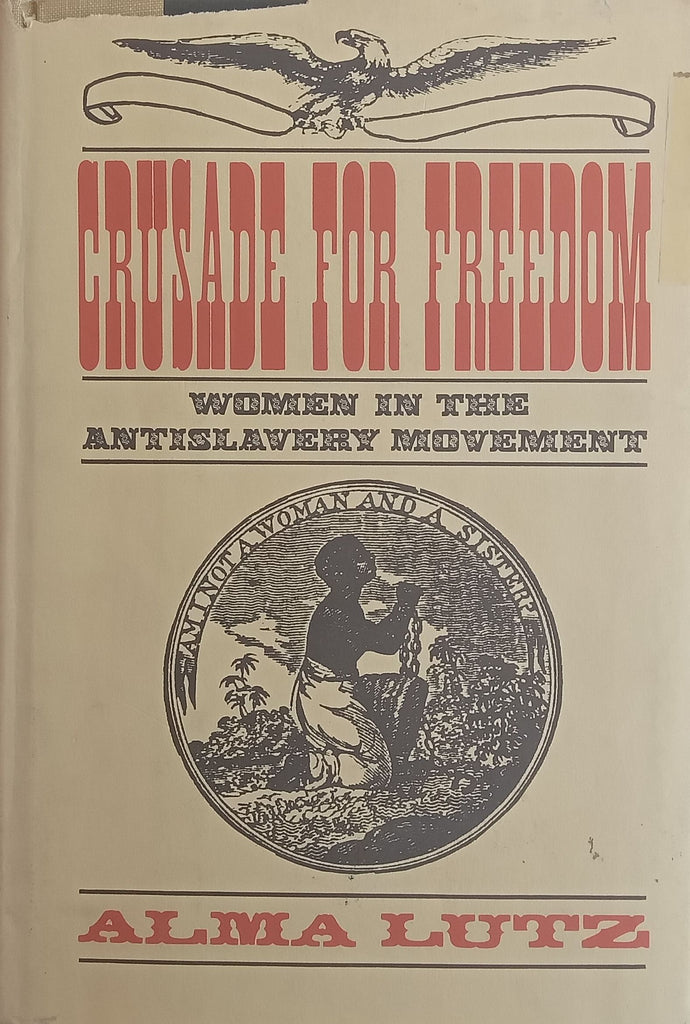 CRUSADE FOR FREEDOM
WOMEN IN THE
ANTISLAVERY MOVEMENT
AM I NOT A WOMAN AND A SISTER?
ALMA LUTZ